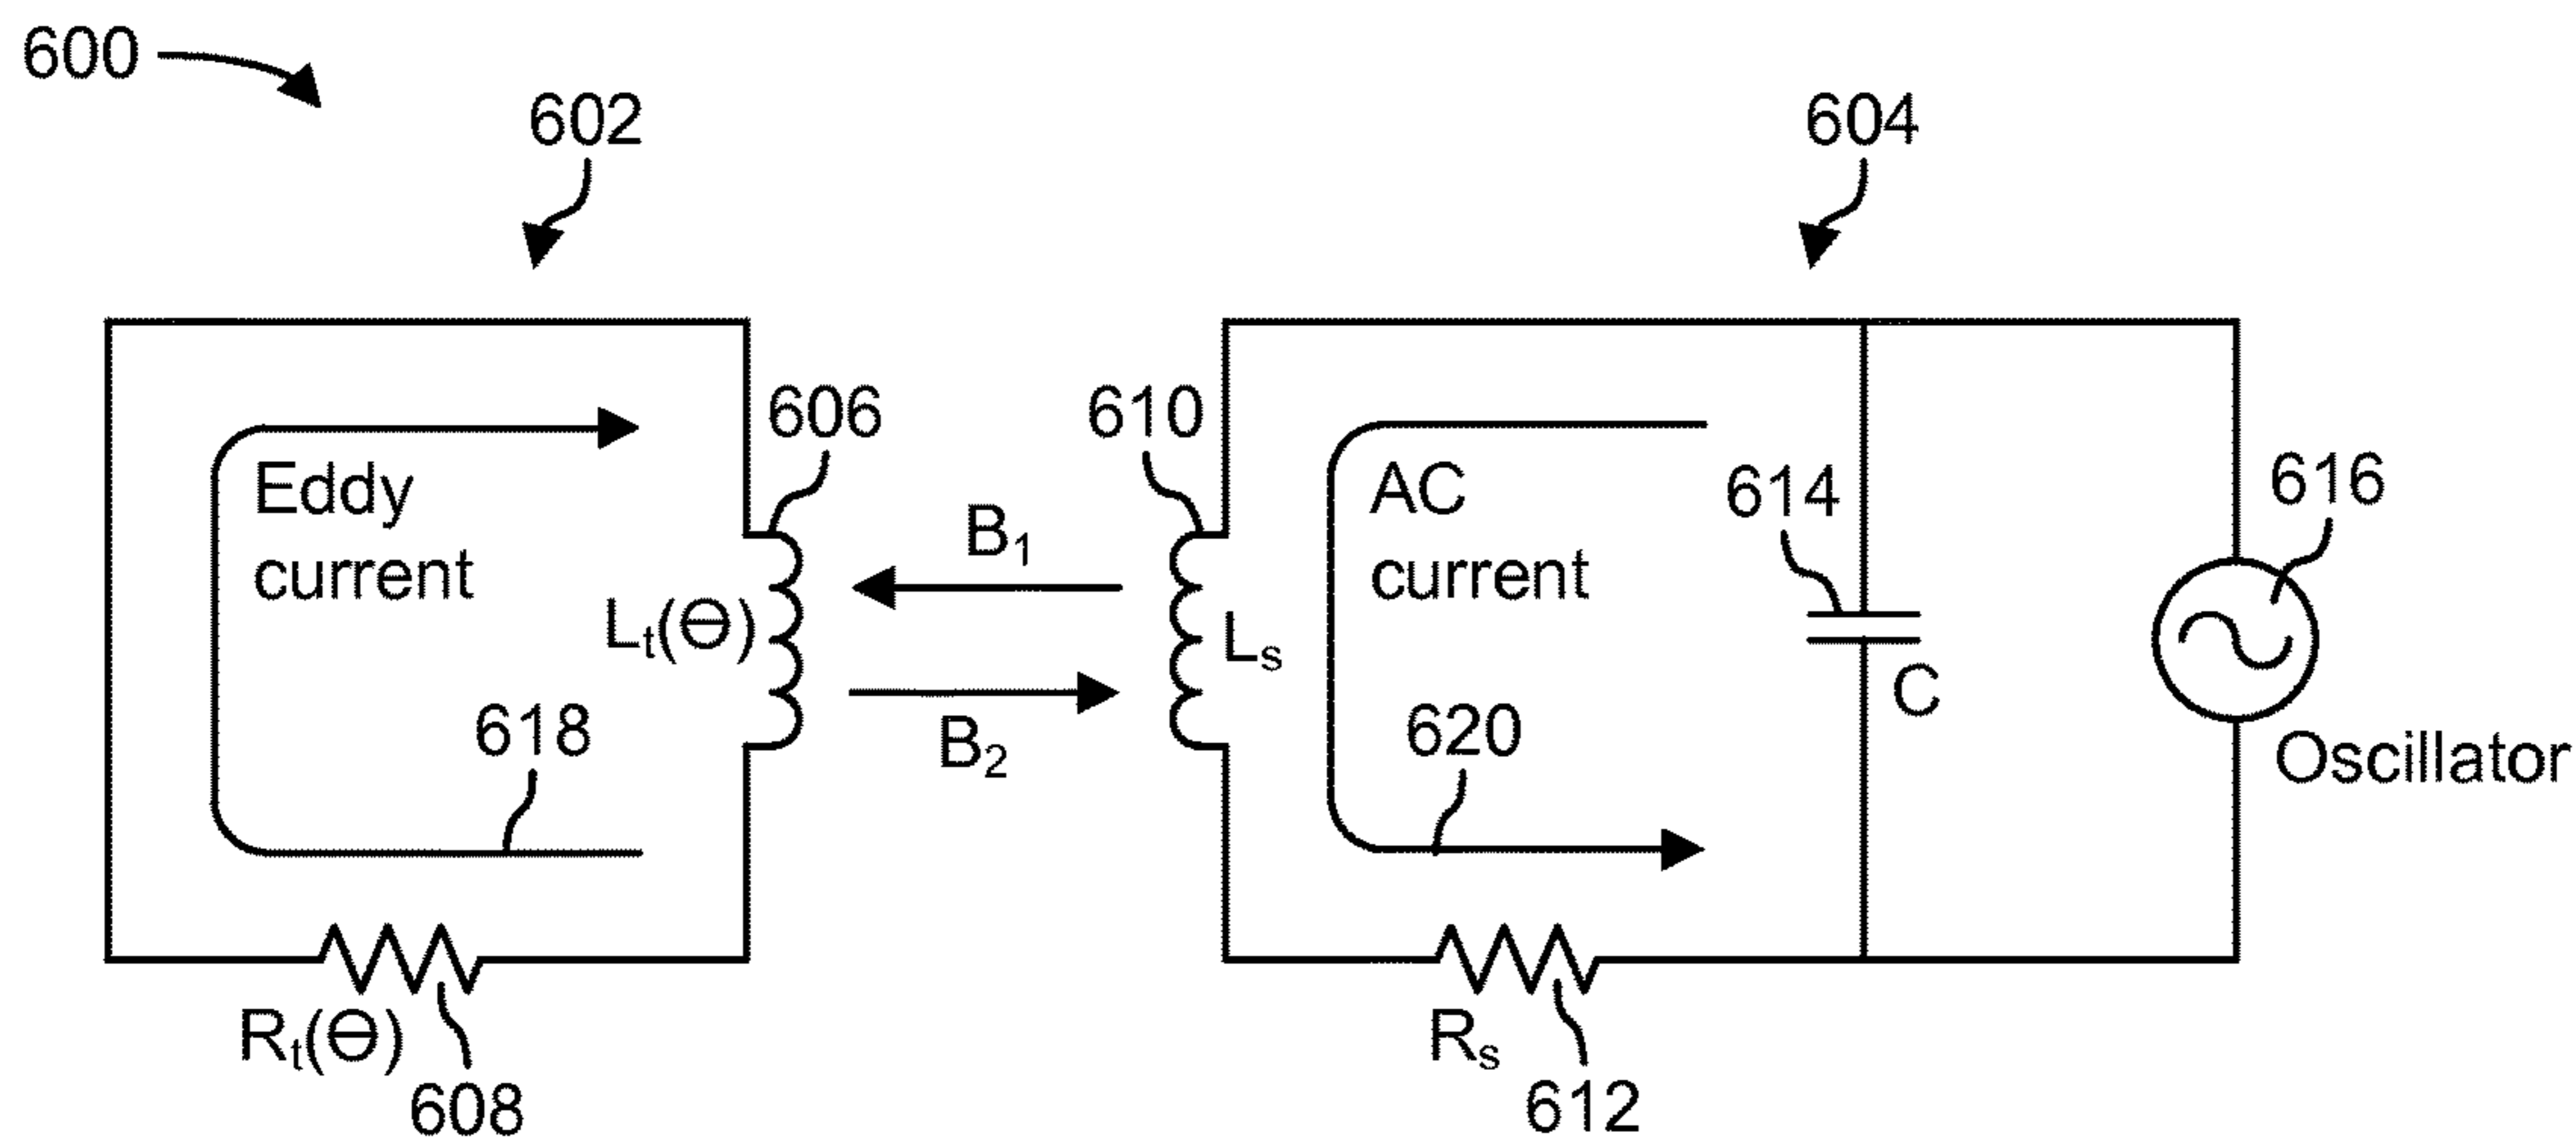 600
602
604
606
610
Eddy
current
B₁
AC
current
614
616
Lₜ(Θ)
Lₛ
C
618
B₂
620
Oscillator
Rₜ(Θ)
608
Rₛ
612